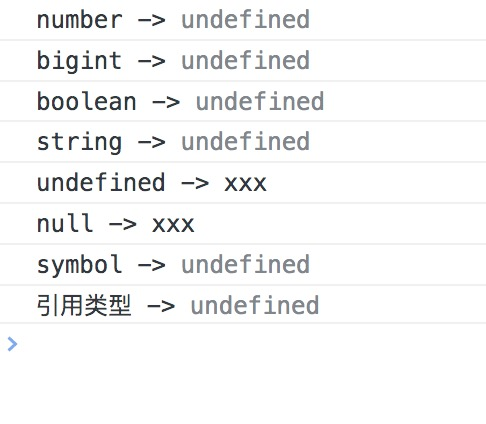 number -> undefined
bigint -> undefined
boolean -> undefined
string -> undefined
undefined -> xxx
null -> xxx
symbol -> undefined
引用类型 -> undefined
>